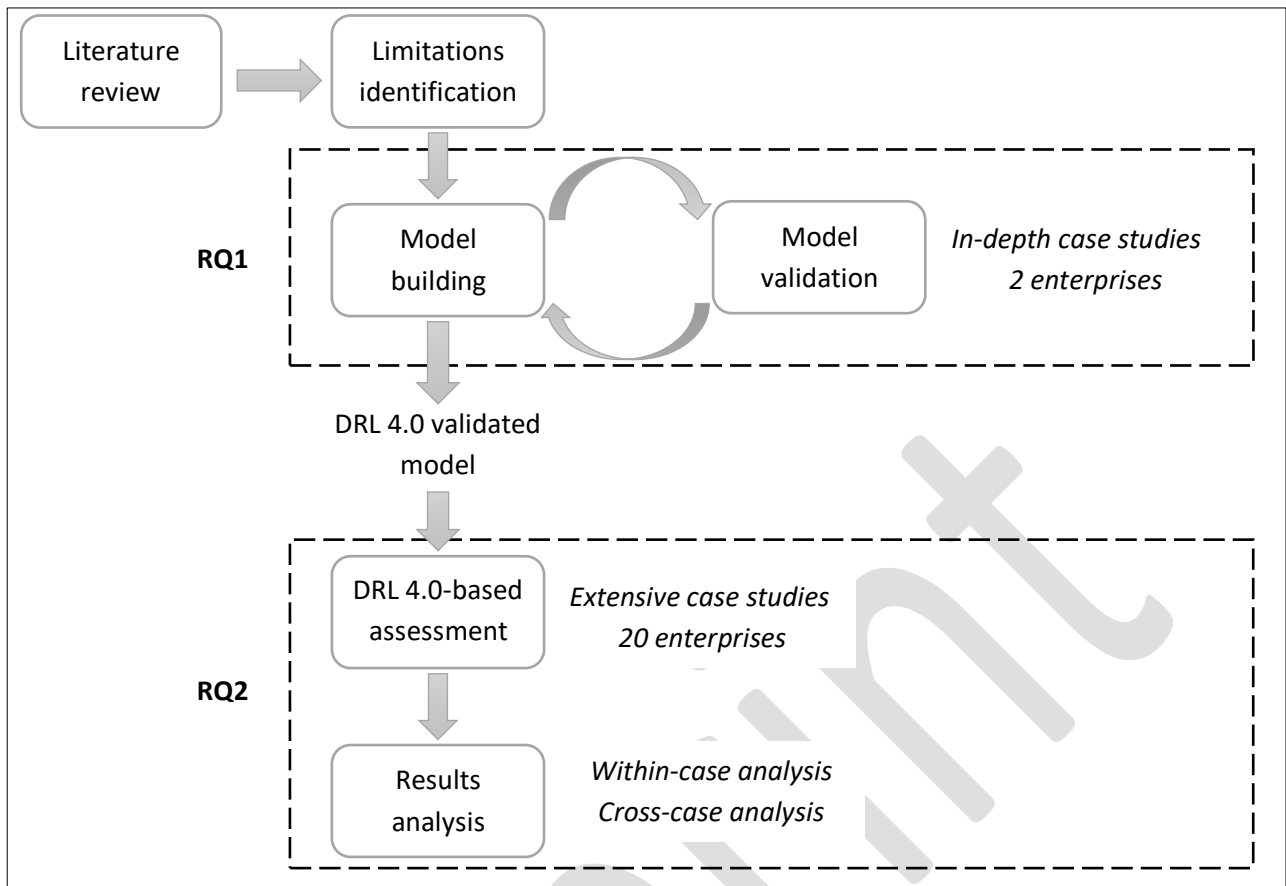 Literature
review
Limitations
identification
RQ1
Model
building
Model
validation
In-depth case studies
2 enterprises
DRL 4.0 validated
model
RQ2
DRL 4.0-based
assessment
Extensive case studies
20 enterprises
Results
analysis
Within-case analysis
Cross-case analysis